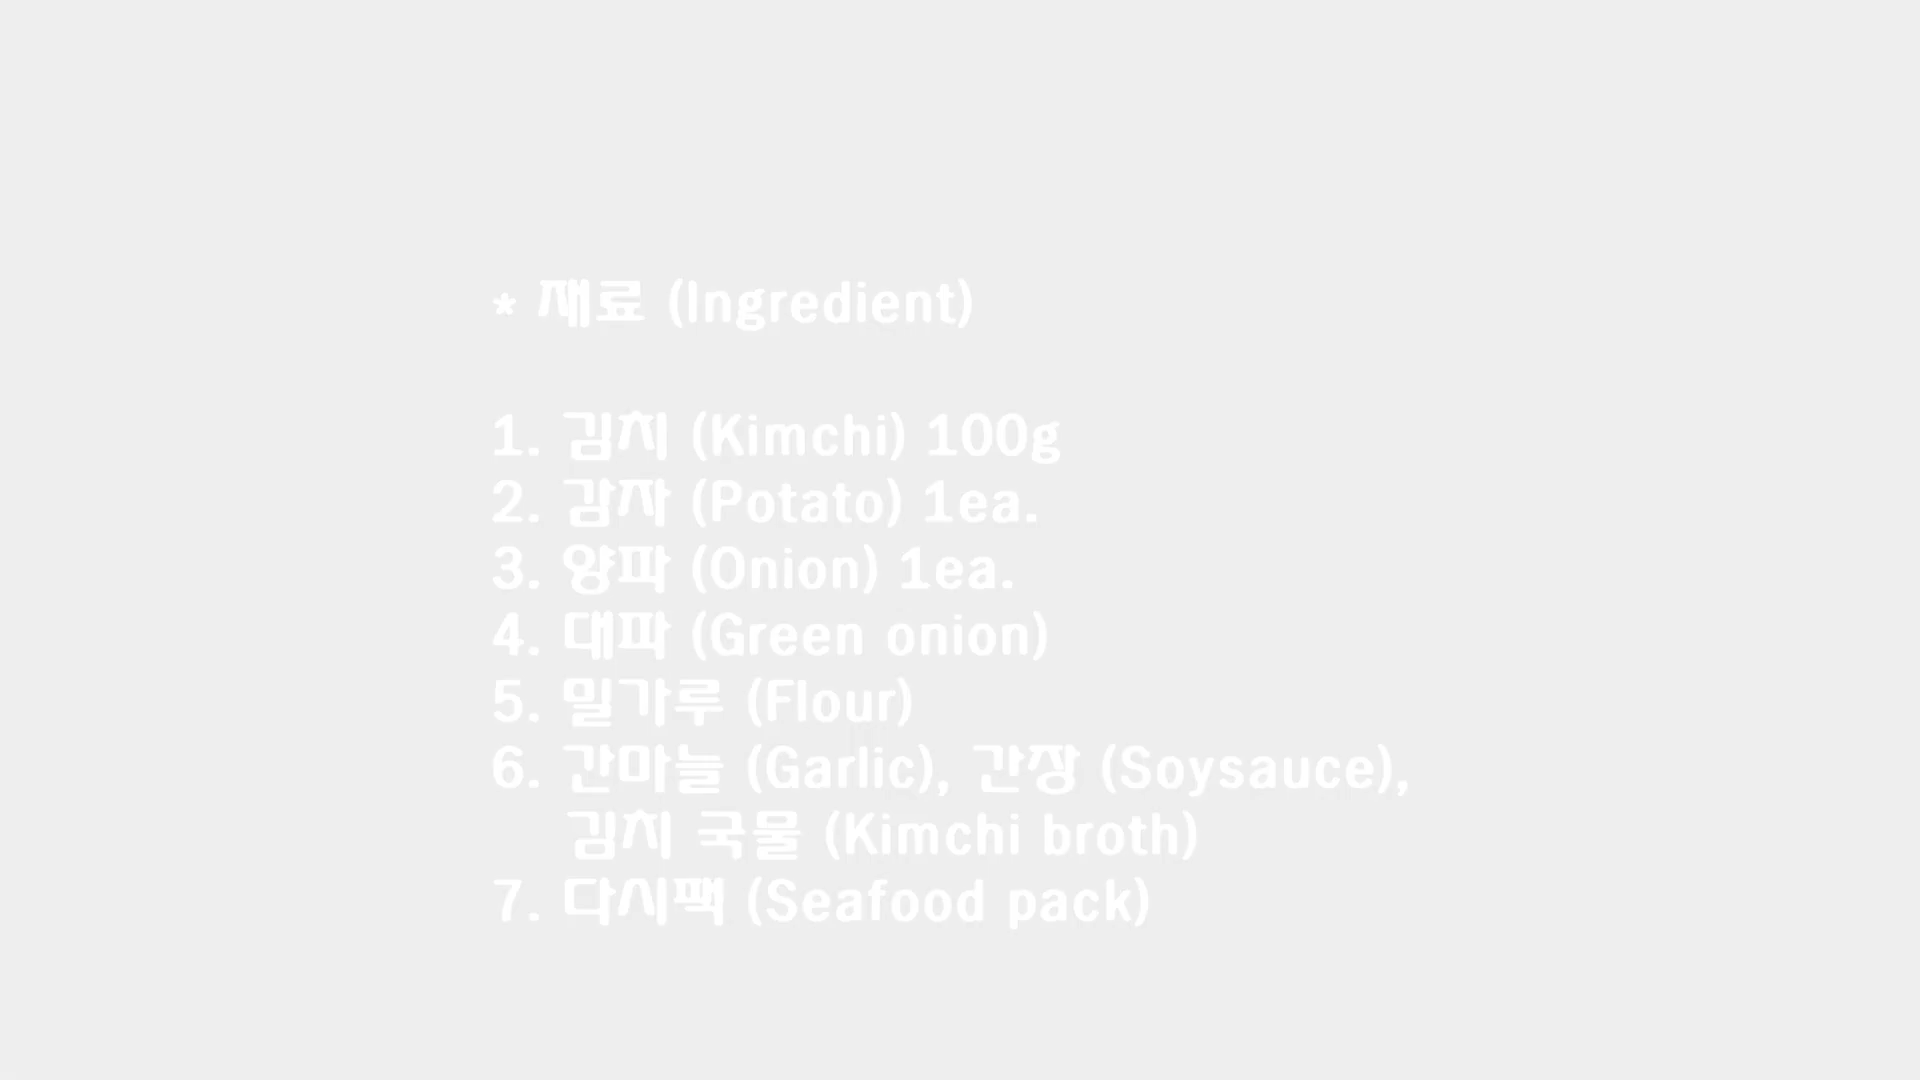 * 재료 (Ingredient)
1. 김치 (Kimchi) 100g
2. 감자 (Potato) 1ea.
3. 양파 (Onion) 1ea.
4. 대파 (Green onion)
5. 밀가루 (Flour)
6. 간마늘 (Garlic), 간장 (Soysauce),
김치 국물 (Kimchi broth)
7. 다시팩 (Seafood pack)